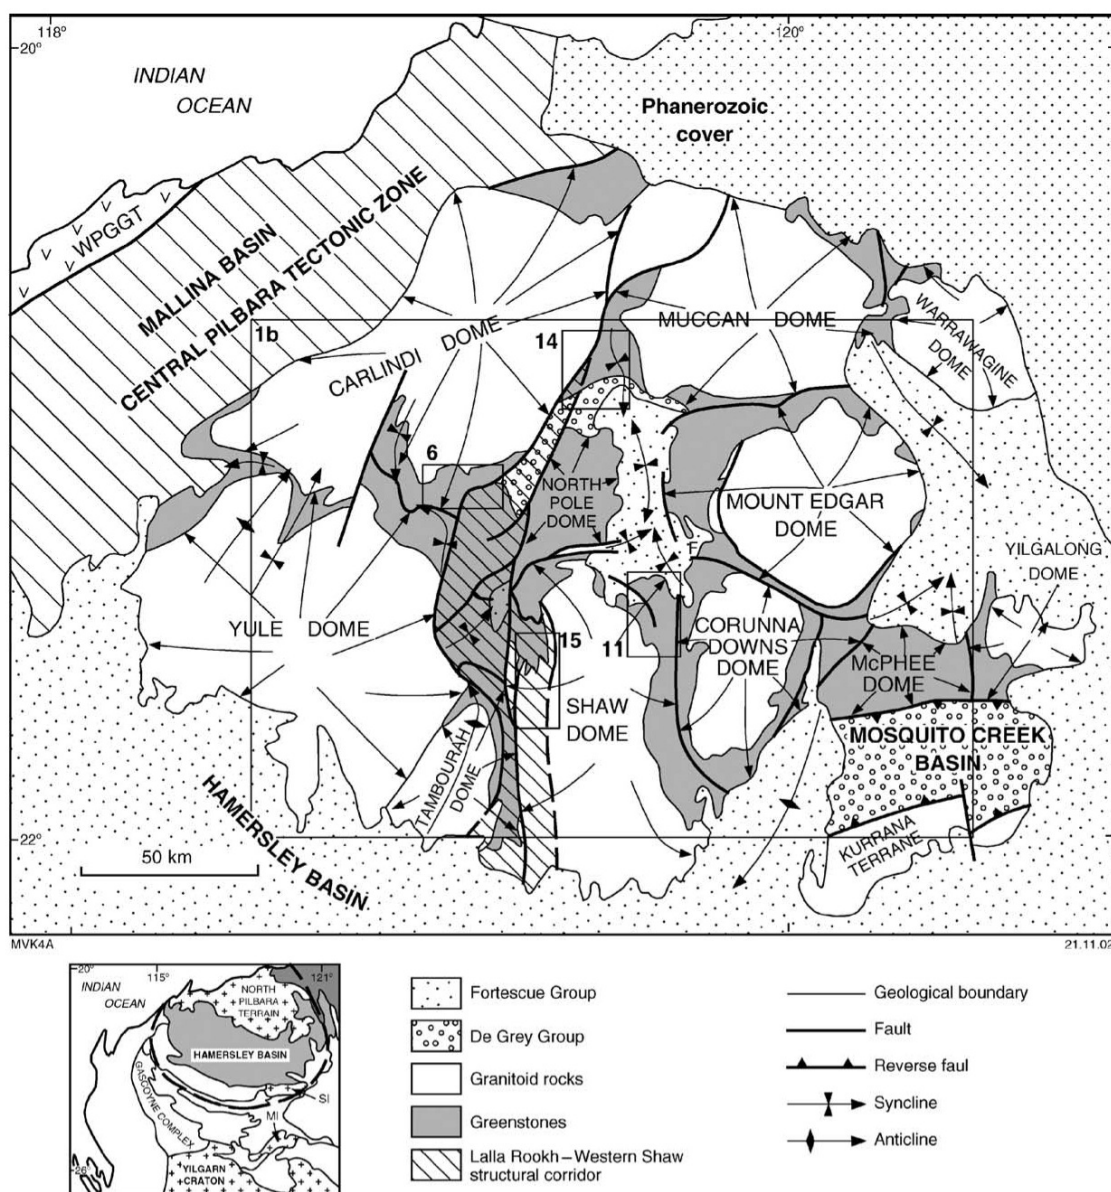 118°
120°
20°
INDIAN
OCEAN
Phanerozoic
cover
WPGGT
MALLINA BASIN
CENTRAL PILBARA TECTONIC ZONE
1b
CARLINDI DOME
14
MUCCAN DOME
WARRAWAGINE
DOME
6
NORTH
POLE
DOME
MOUNT EDGAR
DOME
YILGALONG
DOME
F
YULE DOME
15
11
CORUNNA
DOWNS
DOME
McPHEE
DOME
SHAW
DOME
TAMBOURAH
DOME
MOSQUITO CREEK
BASIN
KURRANA
TERRANE
22°
50 km
HAMERSLEY BASIN
MVK4A
21.11.02
20°
115°
121°
INDIAN
OCEAN
NORTH
PILBARA
TERRAIN
HAMERSLEY BASIN
GASCOYNE COMPLEX
SI
MI
26°
YILGARN
CRATON
Fortescue Group
De Grey Group
Granitoid rocks
Greenstones
Lalla Rookh–Western Shaw
structural corridor
Geological boundary
Fault
Reverse faul
Syncline
Anticline